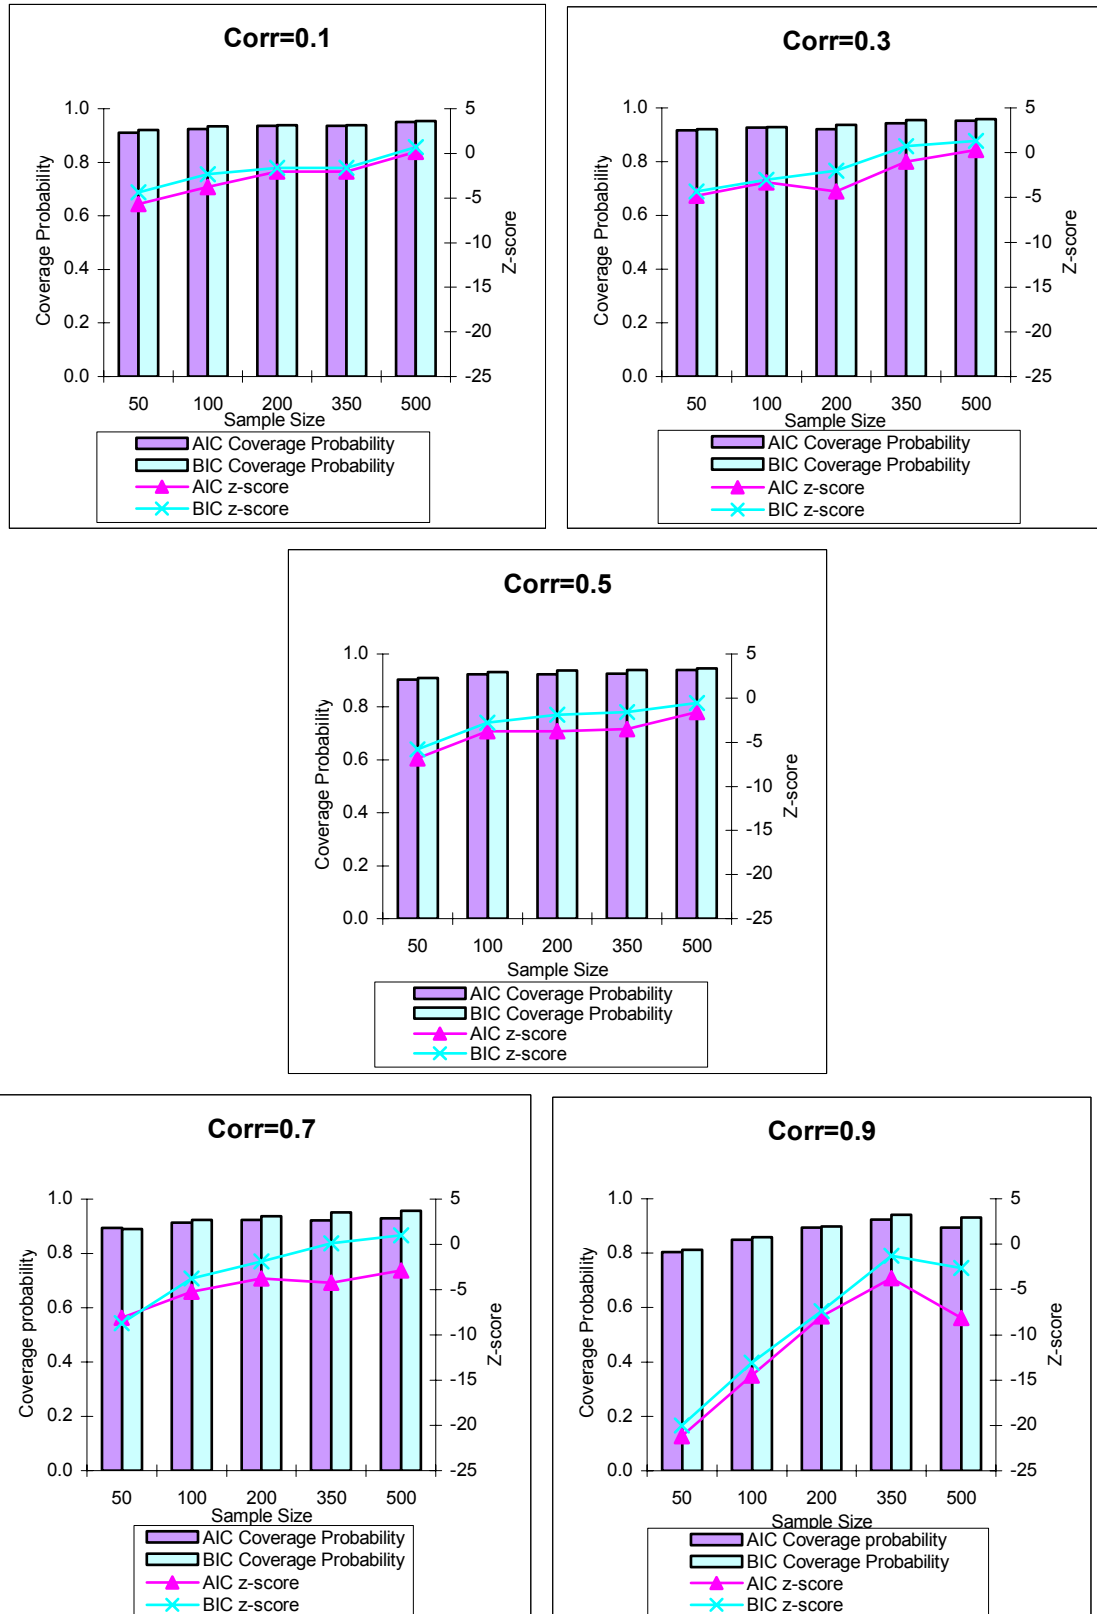 Corr=0.1
1.0
0.8
0.6
0.4
0.2
0.0
Coverage Probability
5
0
-5
-10
-15
-20
-25
Z-score
50 100 200 350 500
Sample Size
AIC Coverage Probability
BIC Coverage Probability
AIC z-score
BIC z-score
Corr=0.3
1.0
0.8
0.6
0.4
0.2
0.0
Coverage Probability
5
0
-5
-10
-15
-20
-25
Z-score
50 100 200 350 500
Sample Size
AIC Coverage Probability
BIC Coverage Probability
AIC z-score
BIC z-score
Corr=0.5
1.0
0.8
0.6
0.4
0.2
0.0
Coverage Probability
5
0
-5
-10
-15
-20
-25
Z-score
50 100 200 350 500
Sample Size
AIC Coverage Probability
BIC Coverage Probability
AIC z-score
BIC z-score
Corr=0.7
1.0
0.8
0.6
0.4
0.2
0.0
Coverage probability
5
0
-5
-10
-15
-20
-25
Z-score
50 100 200 350 500
Sample Size
AIC Coverage Probability
BIC Coverage Probability
AIC z-score
BIC z-score
Corr=0.9
1.0
0.8
0.6
0.4
0.2
0.0
Coverage Probability
5
0
-5
-10
-15
-20
-25
Z-score
50 100 200 350 500
Sample Size
AIC Coverage probability
BIC Coverage Probability
AIC z-score
BIC z-score